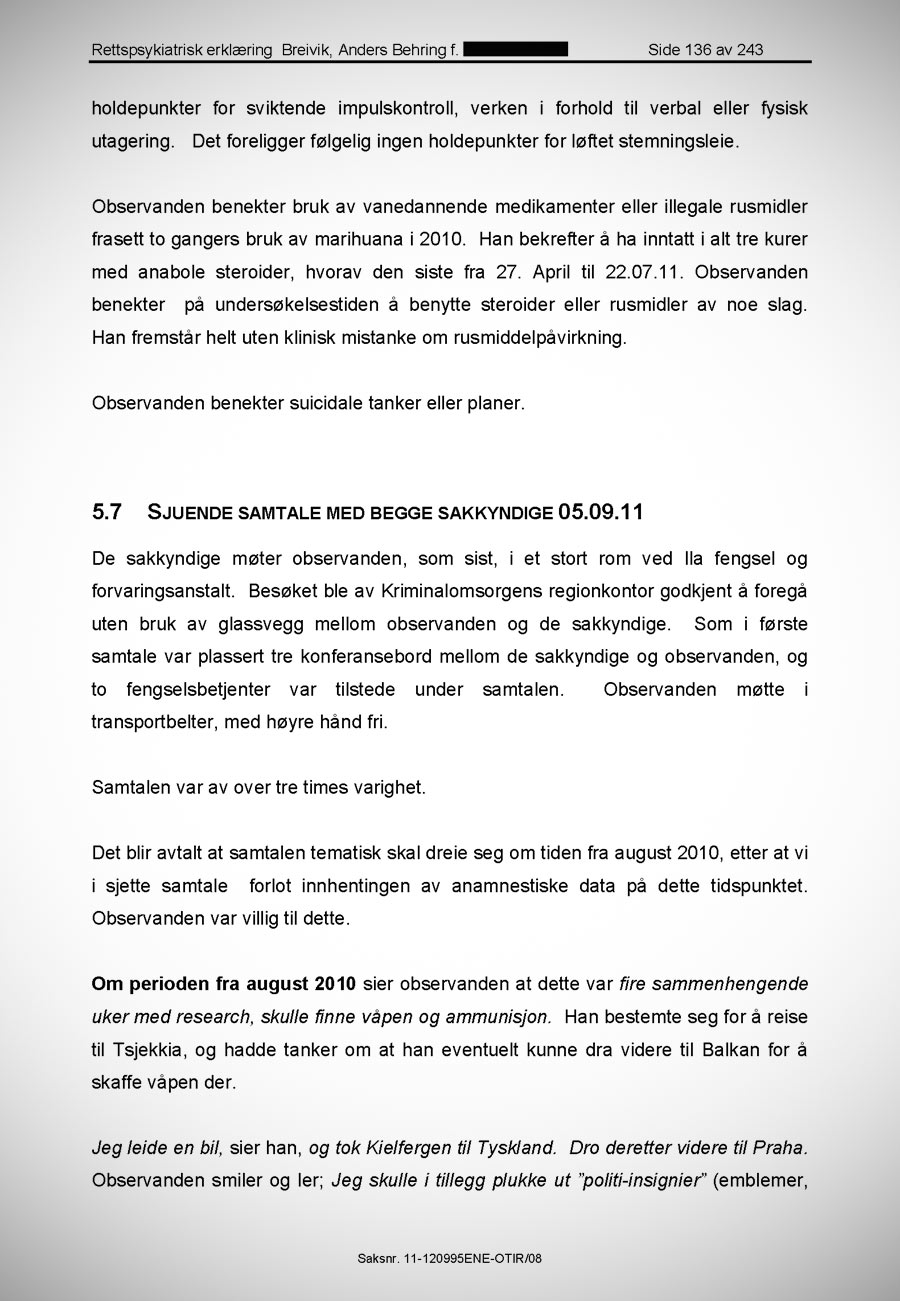 Rettspsykiatrisk erklæring Breivik, Anders Behring f. Side 136 av 243
holdepunkter for sviktende impulskontroll, verken i forhold til verbal eller fysisk
utagering. Det foreligger følgelig ingen holdepunkter for løftet stemningsleie.
Observanden benekter bruk av vanedannende medikamenter eller illegale rusmidler
frasett to gangers bruk av marihuana i 2010. Han bekrefter å ha inntatt i alt tre kurer
med anabole steroider, hvorav den siste fra 27. April til 22.07.11. Observanden
benekter på undersøkelsestiden å benytte steroider eller rusmidler av noe slag.
Han fremstår helt uten klinisk mistanke om rusmiddelpåvirkning.
Observanden benekter suicidale tanker eller planer.
5.7 SJUENDE SAMTALE MED BEGGE SAKKYNDIGE 05.09.11
De sakkyndige møter observanden, som sist, i et stort rom ved Ila fengsel og
forvaringsanstalt. Besøket ble av Kriminalomsorgens regionkontor godkjent å foregå
uten bruk av glassvegg mellom observanden og de sakkyndige. Som i første
samtale var plassert tre konferansebord mellom de sakkyndige og observanden, og
to fengselsbetjenter var tilstede under samtalen. Observanden møtte i
transportbelter, med høyre hånd fri.
Samtalen var av over tre times varighet.
Det blir avtalt at samtalen tematisk skal dreie seg om tiden fra august 2010, etter at vi
i sjette samtale forlot innhentingen av anamnestiske data på dette tidspunktet.
Observanden var villig til dette.
Om perioden fra august 2010 sier observanden at dette var fire sammenhengende
uker med research, skulle finne våpen og ammunisjon. Han bestemte seg for å reise
til Tsjekkia, og hadde tanker om at han eventuelt kunne dra videre til Balkan for å
skaffe våpen der.
Jeg leide en bil, sier han, og tok Kielfergen til Tyskland. Dro deretter videre til Praha.
Observanden smiler og ler; Jeg skulle i tillegg plukke ut ”politi-insignier” (emblemer,
Saksnr. 11-120995ENE-OTIR/08